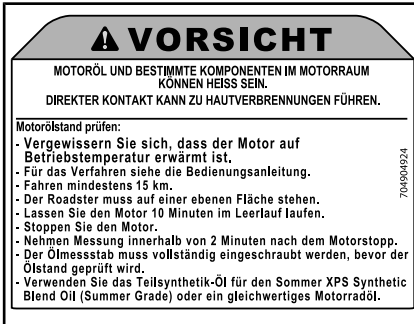 VORSICHT
MOTORÖL UND BESTIMMTE KOMPONENTEN IM MOTORRAUM
KÖNNEN HEISS SEIN.
DIREKTER KONTAKT KANN ZU HAUTVERBRENNUNGEN FÜHREN.
Motorölstand prüfen:
- Vergewissern Sie sich, dass der Motor auf
Betriebstemperatur erwärmt ist.
- Für das Verfahren siehe die Bedienungsanleitung.
- Fahren mindestens 15 km.
- Der Roadster muss auf einer ebenen Fläche stehen.
- Lassen Sie den Motor 10 Minuten im Leerlauf laufen.
- Stoppen Sie den Motor.
- Nehmen Messung innerhalb von 2 Minuten nach dem Motorstopp.
- Der Ölmessstab muss vollständig eingeschraubt werden, bevor der
Ölstand geprüft wird.
- Verwenden Sie das Teilsynthetik-Öl für den Sommer XPS Synthetic
Blend Oil (Summer Grade) oder ein gleichwertiges Motorradöl.
704904924